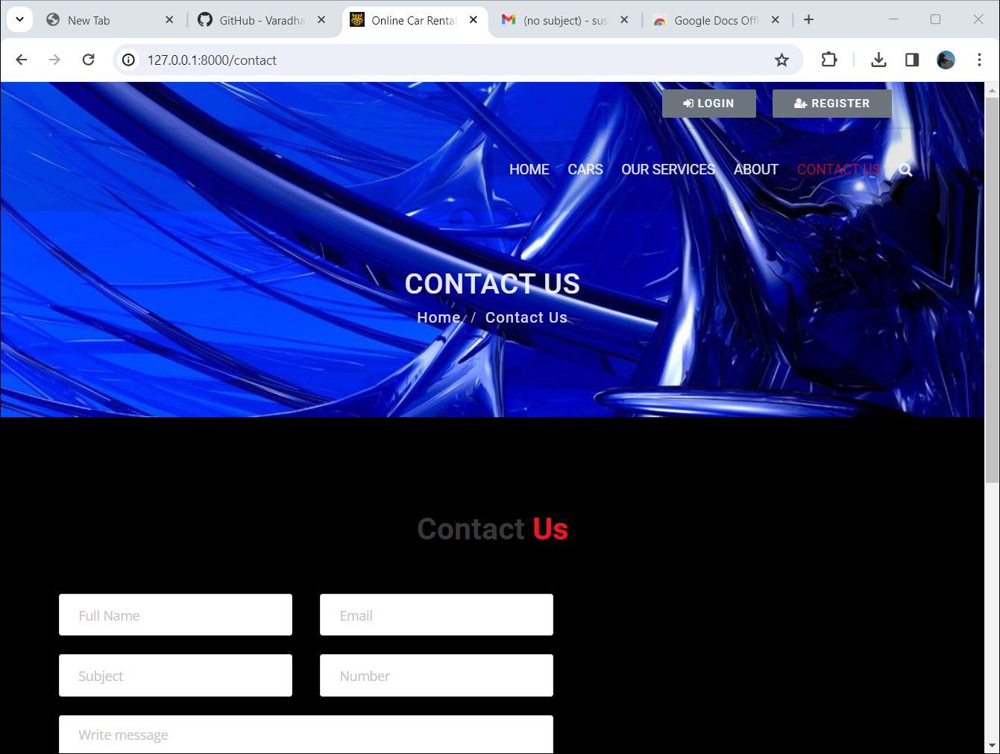 New Tab
GitHub - Varadha
Online Car Rental
(no subject) - sus
Google Docs Offl
127.0.0.1:8000/contact
LOGIN
REGISTER
HOME
CARS
OUR SERVICES
ABOUT
CONTACT US
CONTACT US
Home / Contact Us
Contact Us
Full Name
Email
Subject
Number
Write message